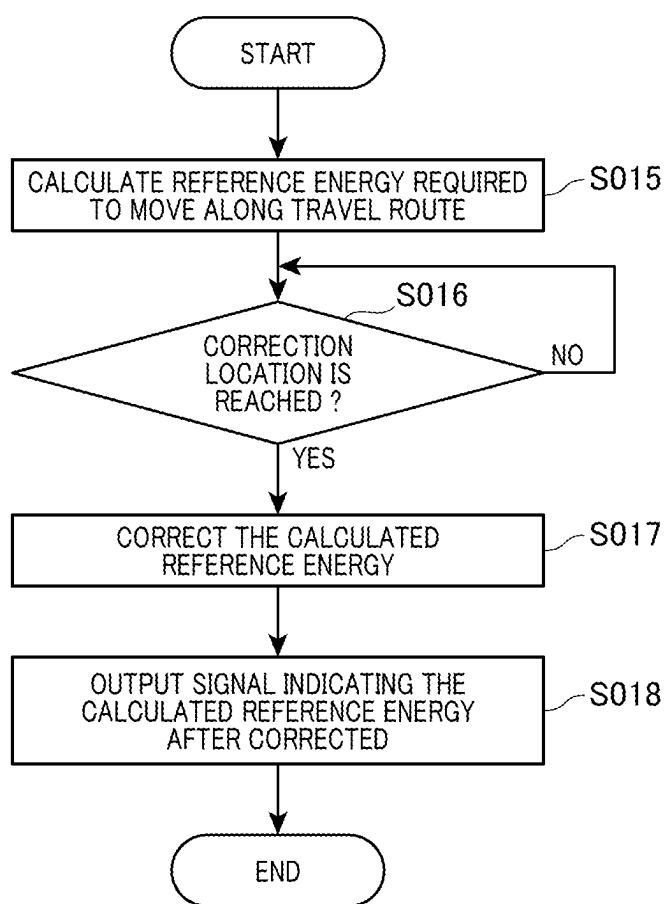 START
CALCULATE REFERENCE ENERGY REQUIRED
TO MOVE ALONG TRAVEL ROUTE
S015
S016
CORRECTION
LOCATION IS
REACHED ?
NO
YES
CORRECT THE CALCULATED
REFERENCE ENERGY
S017
OUTPUT SIGNAL INDICATING THE
CALCULATED REFERENCE ENERGY
AFTER CORRECTED
S018
END